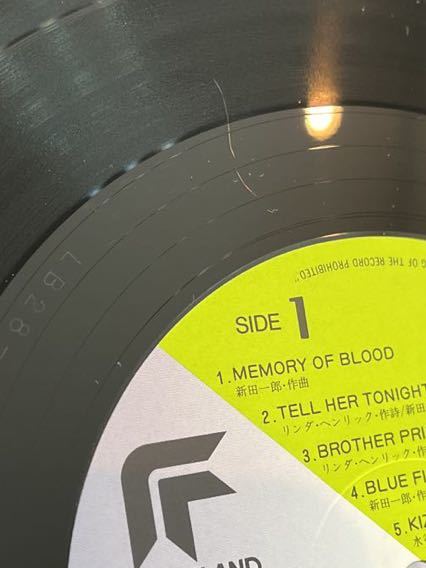 G OF THE RECORD PROHIBITED"
LB28
SIDE 1
1.MEMORY OF BLOOD
新田一郎・作曲
2.TELL HER TONIGHT
リンダ・ヘンリック・作詩/新田
3.BROTHER PRI
リンダ・ヘンリック・作
4.BLUE FI
新田一郎・作
5.KIZ
水谷
LAND